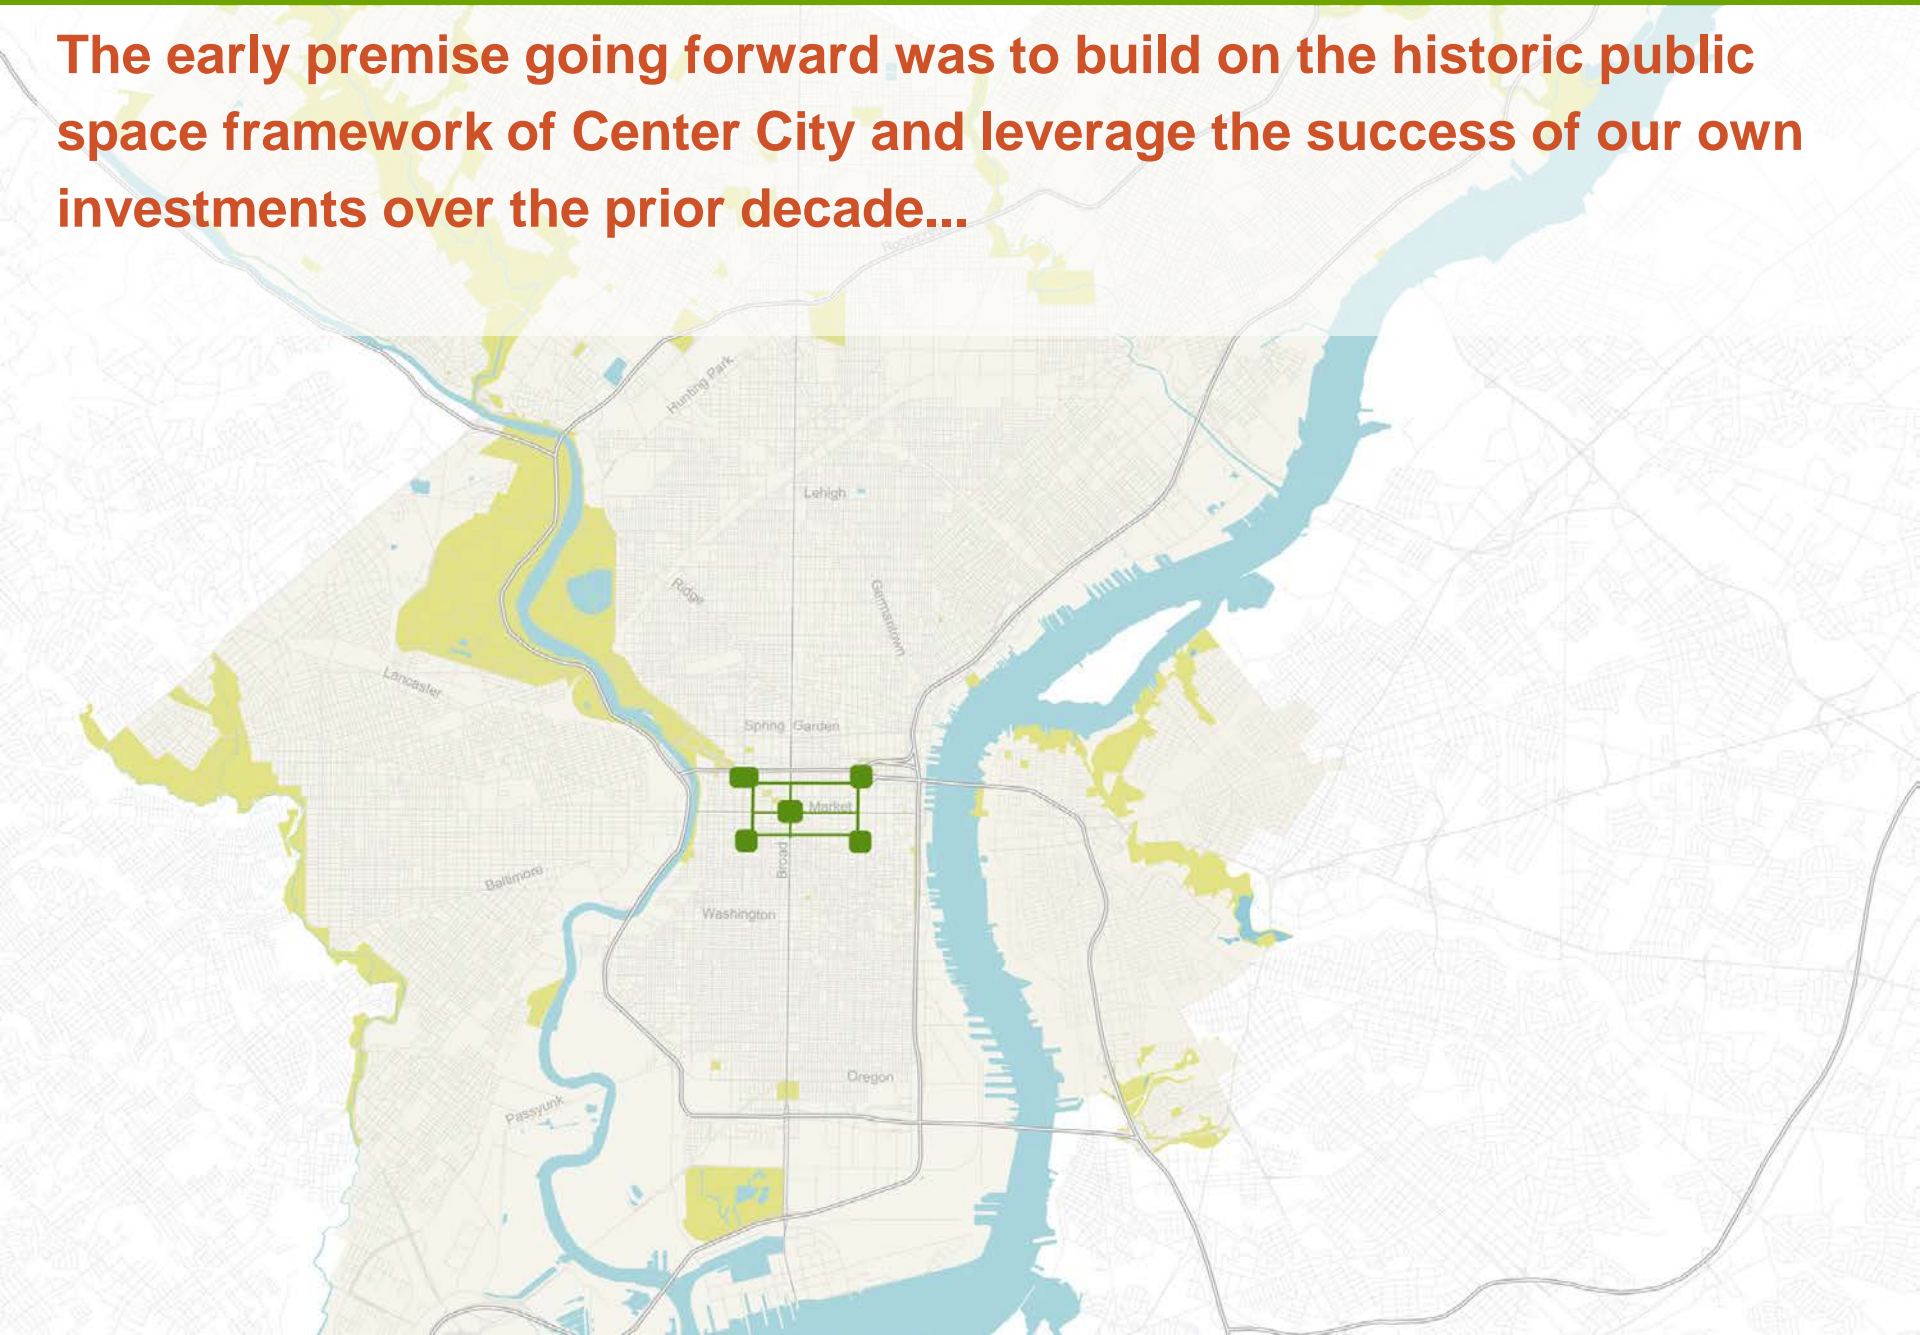 The early premise going forward was to build on the historic public
space framework of Center City and leverage the success of our own
investments over the prior decade...
Hunting Park
Lehigh
Ridge
Germantown
Lancaster
Spring Garden
Market
Broad
Baltimore
Washington
Oregon
Passyunk